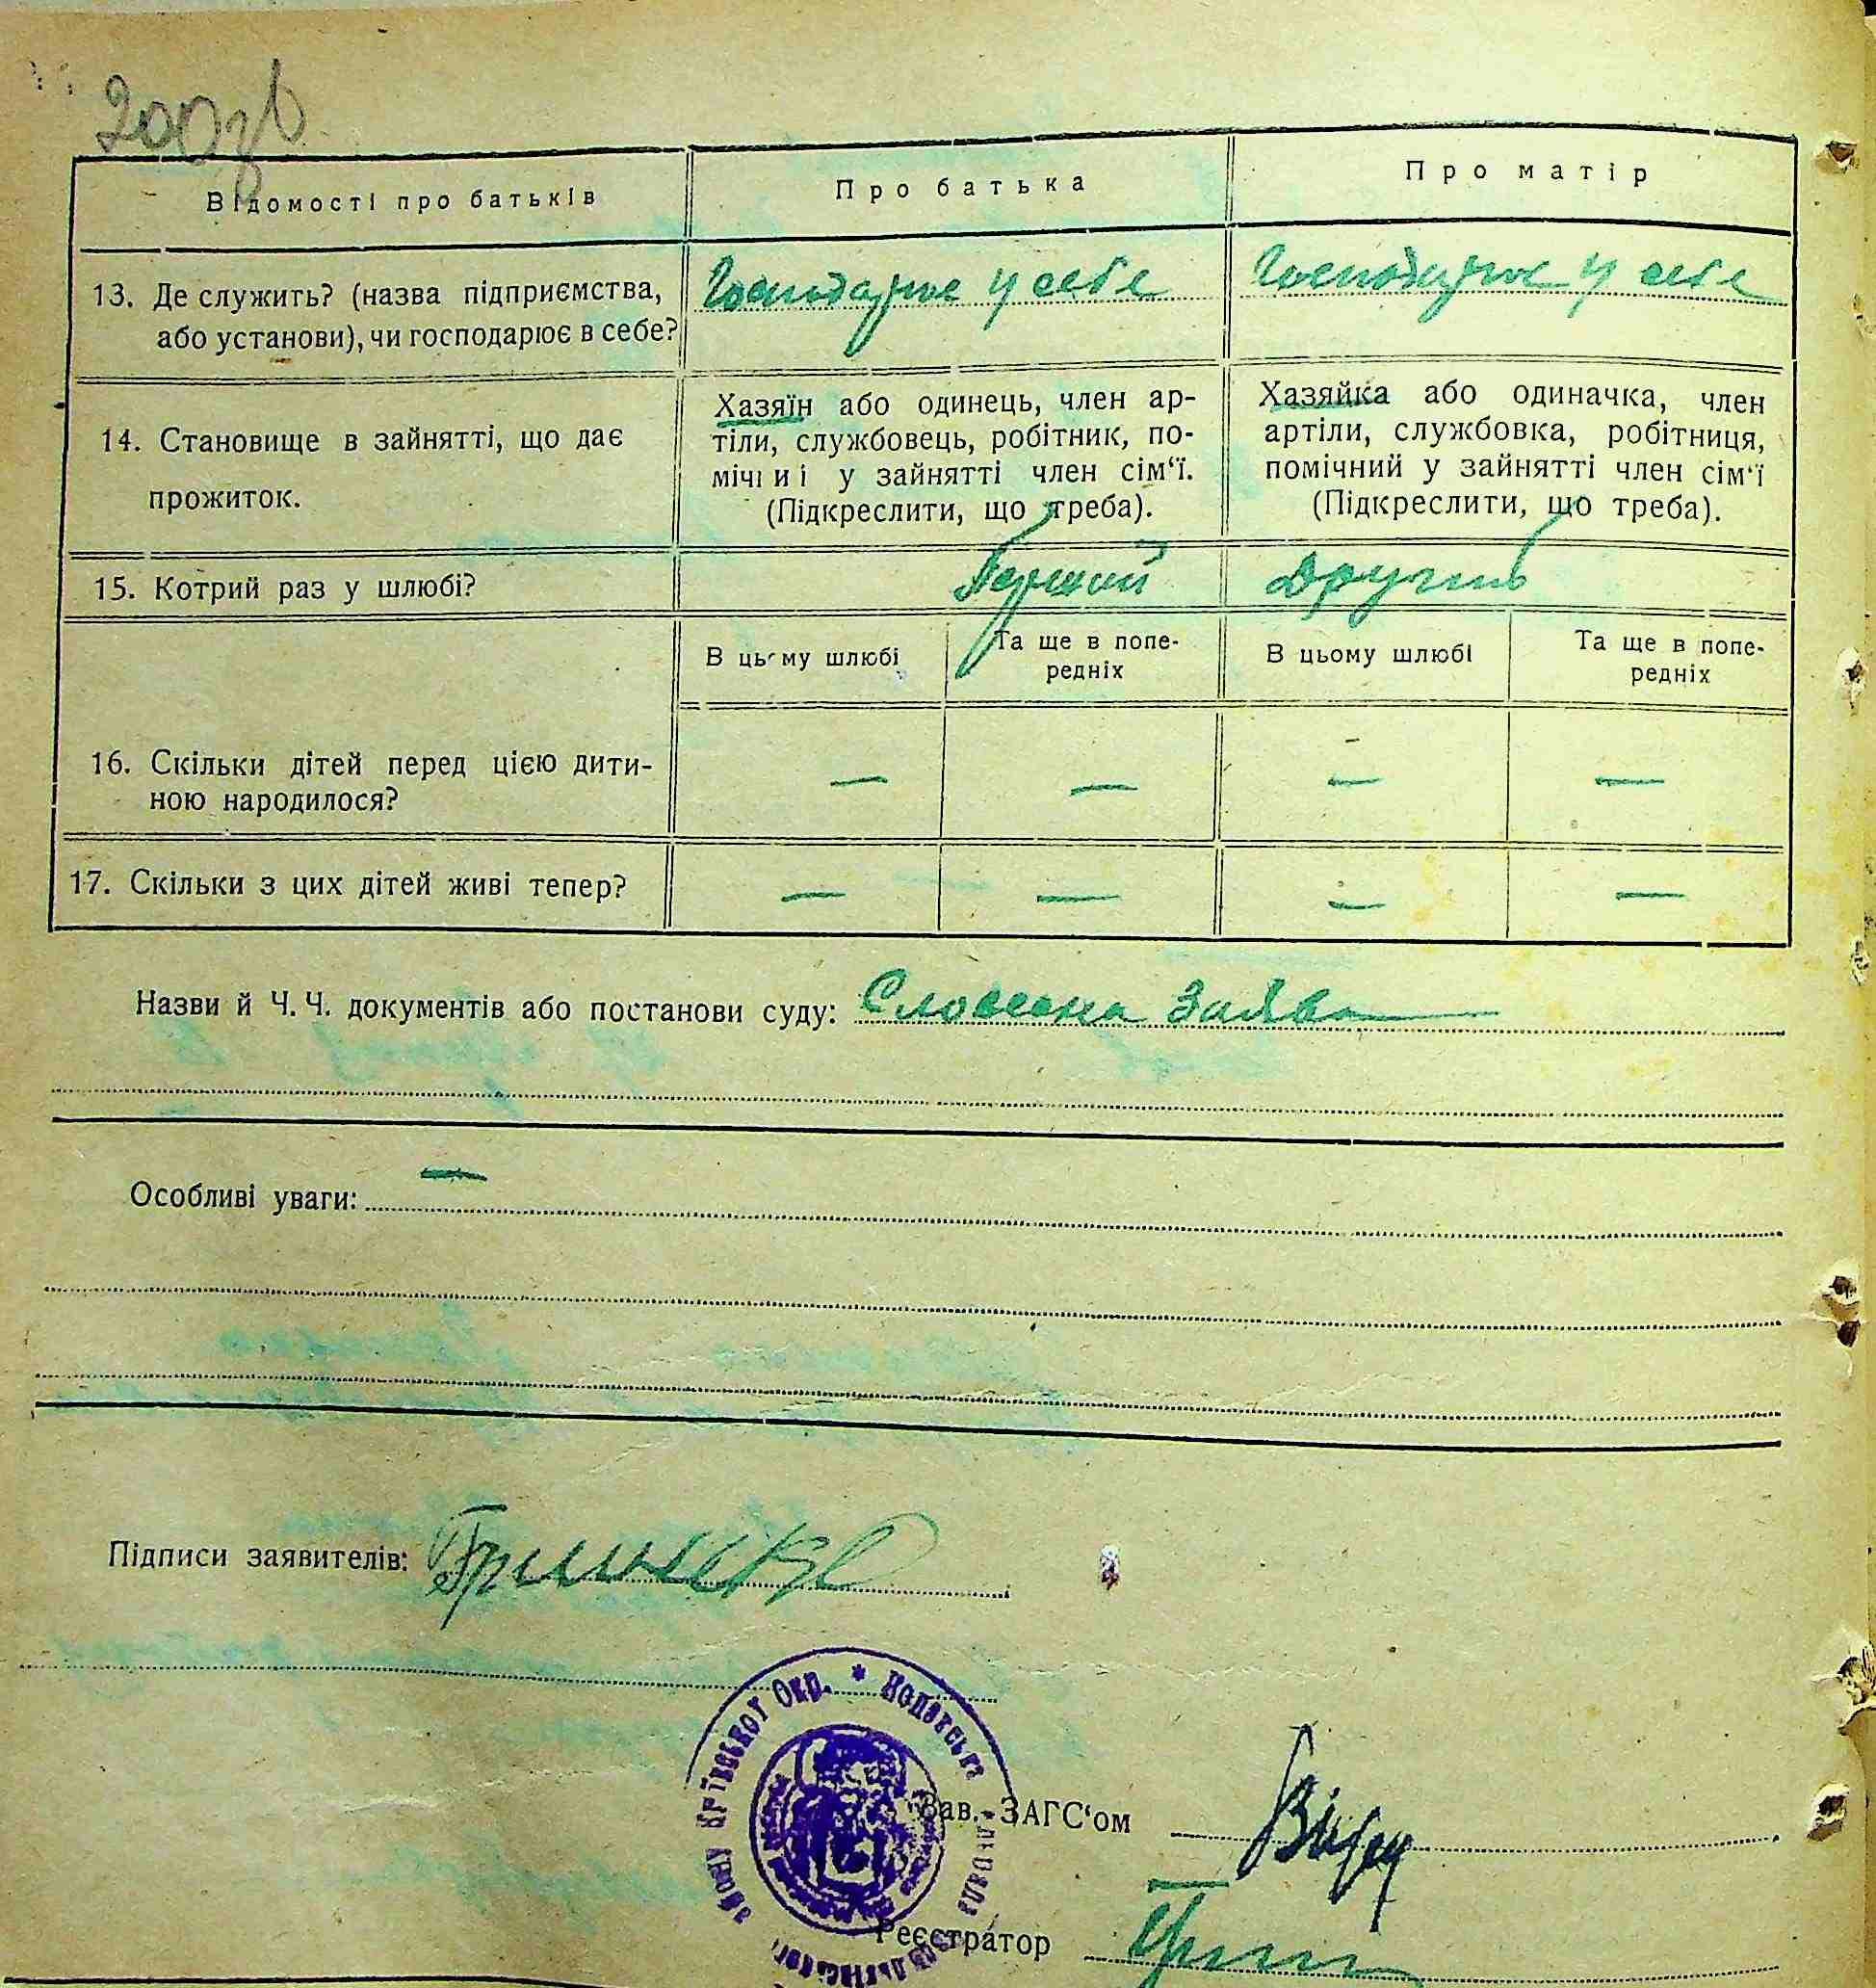 200зв
Відомості про батьків
Про батька
Про матір
13. Де служить? (назва підприємства,
або установи), чи господарює в себе?
Господарює у себе
Господарює у себе
14. Становище в зайнятті, що дає
прожиток.
Хазяїн або одинець, член ар-
тіли, службовець, робітник, по-
мічниі у зайнятті член сім‘ї.
(Підкреслити, що треба).
Хазяйка або одиначка, член
артіли, службовка, робітниця,
помічний у зайнятті член сім‘ї
(Підкреслити, що треба).
15. Котрий раз у шлюбі?
Перший
Другий
В цьому шлюбі
Та ще в попе-
редніх
В цьому шлюбі
Та ще в попе-
редніх
16. Скільки дітей перед цією дити-
ною народилося?
— — — —
17. Скільки з цих дітей живі тепер?
— — — —
Назви й Ч. Ч. документів або постанови суду: Словесна заява
Особливі уваги: —
Підписи заявителів:
Окр. * 
Зав. ЗАГС‘ом
Реєстратор